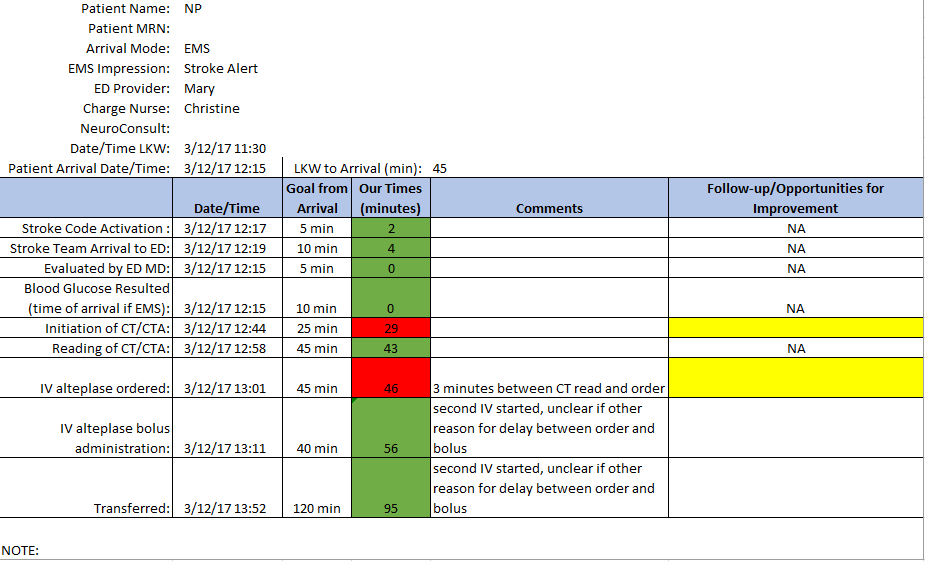 Patient Name: NP
Patient MRN:
Arrival Mode: EMS
EMS Impression: Stroke Alert
ED Provider: Mary
Charge Nurse: Christine
NeuroConsult:
Date/Time LKW: 3/12/17 11:30
Patient Arrival Date/Time: 3/12/17 12:15 LKW to Arrival (min): 45
Date/Time Goal from Arrival Our Times (minutes) Comments Follow-up/Opportunities for Improvement
Stroke Code Activation : 3/12/17 12:17 5 min 2 NA
Stroke Team Arrival to ED: 3/12/17 12:19 10 min 4 NA
Evaluated by ED MD: 3/12/17 12:15 5 min 0 NA
Blood Glucose Resulted
(time of arrival if EMS): 3/12/17 12:15 10 min 0 NA
Initiation of CT/CTA: 3/12/17 12:44 25 min 29
Reading of CT/CTA: 3/12/17 12:58 45 min 43 NA
IV alteplase ordered: 3/12/17 13:01 45 min 46 3 minutes between CT read and order
second IV started, unclear if other
IV alteplase bolus reason for delay between order and
administration: 3/12/17 13:11 40 min 56 bolus
second IV started, unclear if other
reason for delay between order and
Transferred: 3/12/17 13:52 120 min 95 bolus
NOTE: